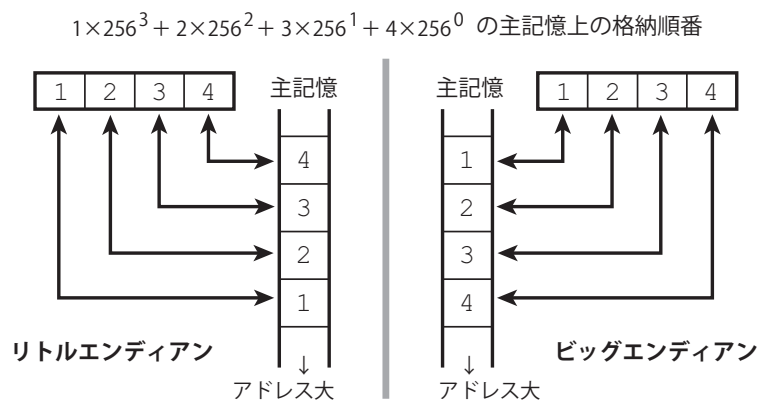 1×256³ + 2×256² + 3×256¹ + 4×256⁰ の主記憶上の格納順番
1 2 3 4
主記憶
4
3
2
1
リトルエンディアン
↓
アドレス大
主記憶
1 2 3 4
1
2
3
4
ビッグエンディアン
↓
アドレス大